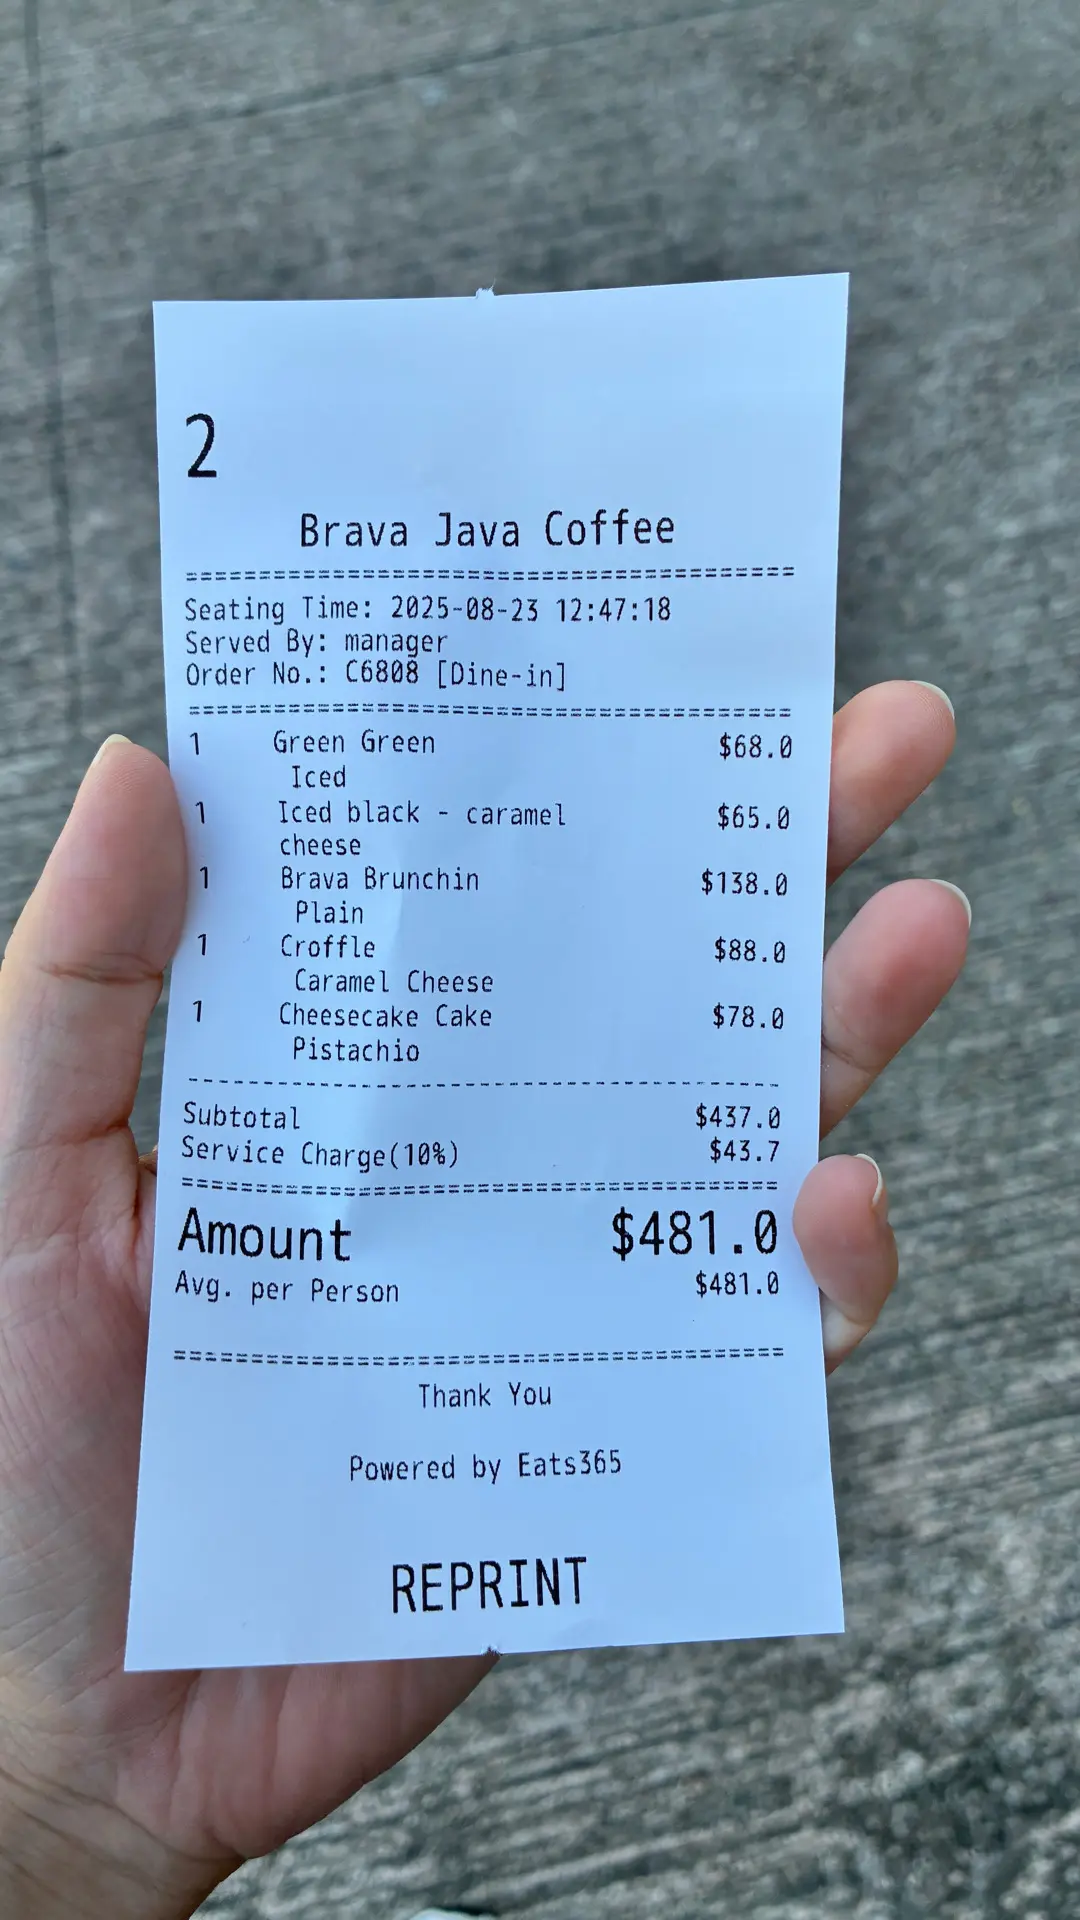 2
Brava Java Coffee
Seating Time: 2025-08-23 12:47:18
Served By: manager
Order No.: C6808 [Dine-in]
1 Green Green $68.0
Iced
1 Iced black - caramel $65.0
cheese
1 Brava Brunchin $138.0
Plain
1 Croffle $88.0
Caramel Cheese
1 Cheesecake Cake $78.0
Pistachio
Subtotal $437.0
Service Charge(10%) $43.7
Amount $481.0
Avg. per Person $481.0
Thank You
Powered by Eats365
REPRINT